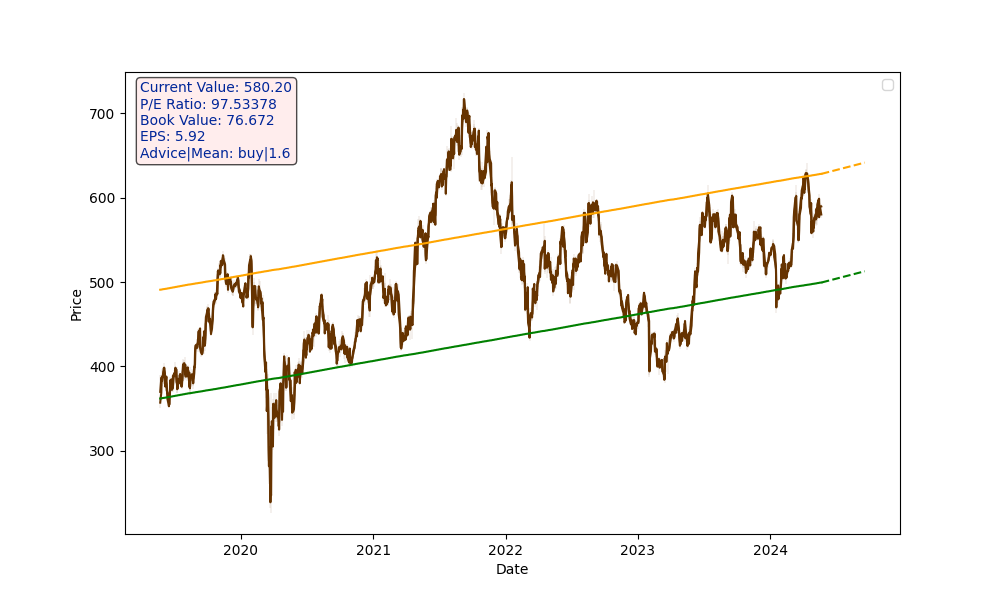 Current Value: 580.20
P/E Ratio: 97.53378
Book Value: 76.672
EPS: 5.92
Advice|Mean: buy|1.6
700
600
500
400
300
Price
2020 2021 2022 2023 2024
Date